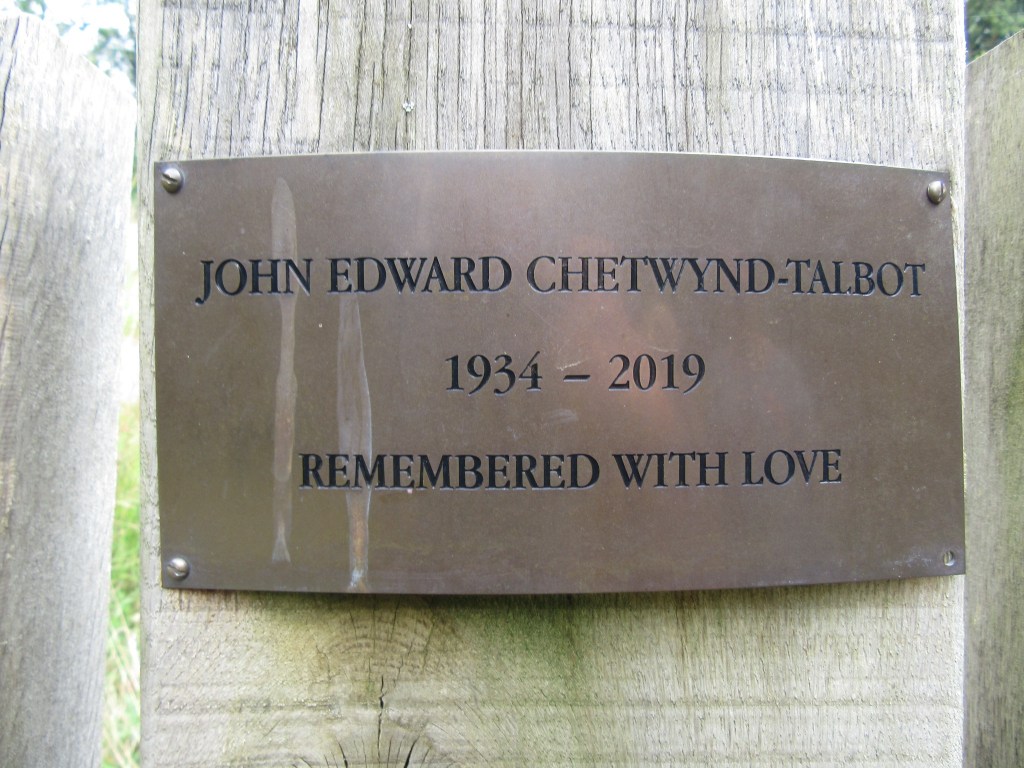 JOHN EDWARD CHETWYND-TALBOT
1934 – 2019
REMEMBERED WITH LOVE